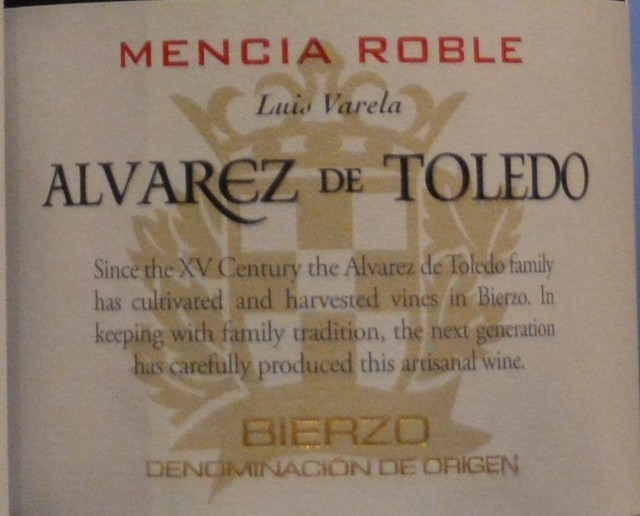 MENCIA ROBLE
Luis Varela
ALVAREZ DE TOLEDO
Since the XV Century the Alvarez de Toledo family
has cultivated and harvested vines in Bierzo. In
keeping with family tradition, the next generation
has carefully produced this artisanal wine.
BIERZO
DENOMINACIÓN DE ORIGEN